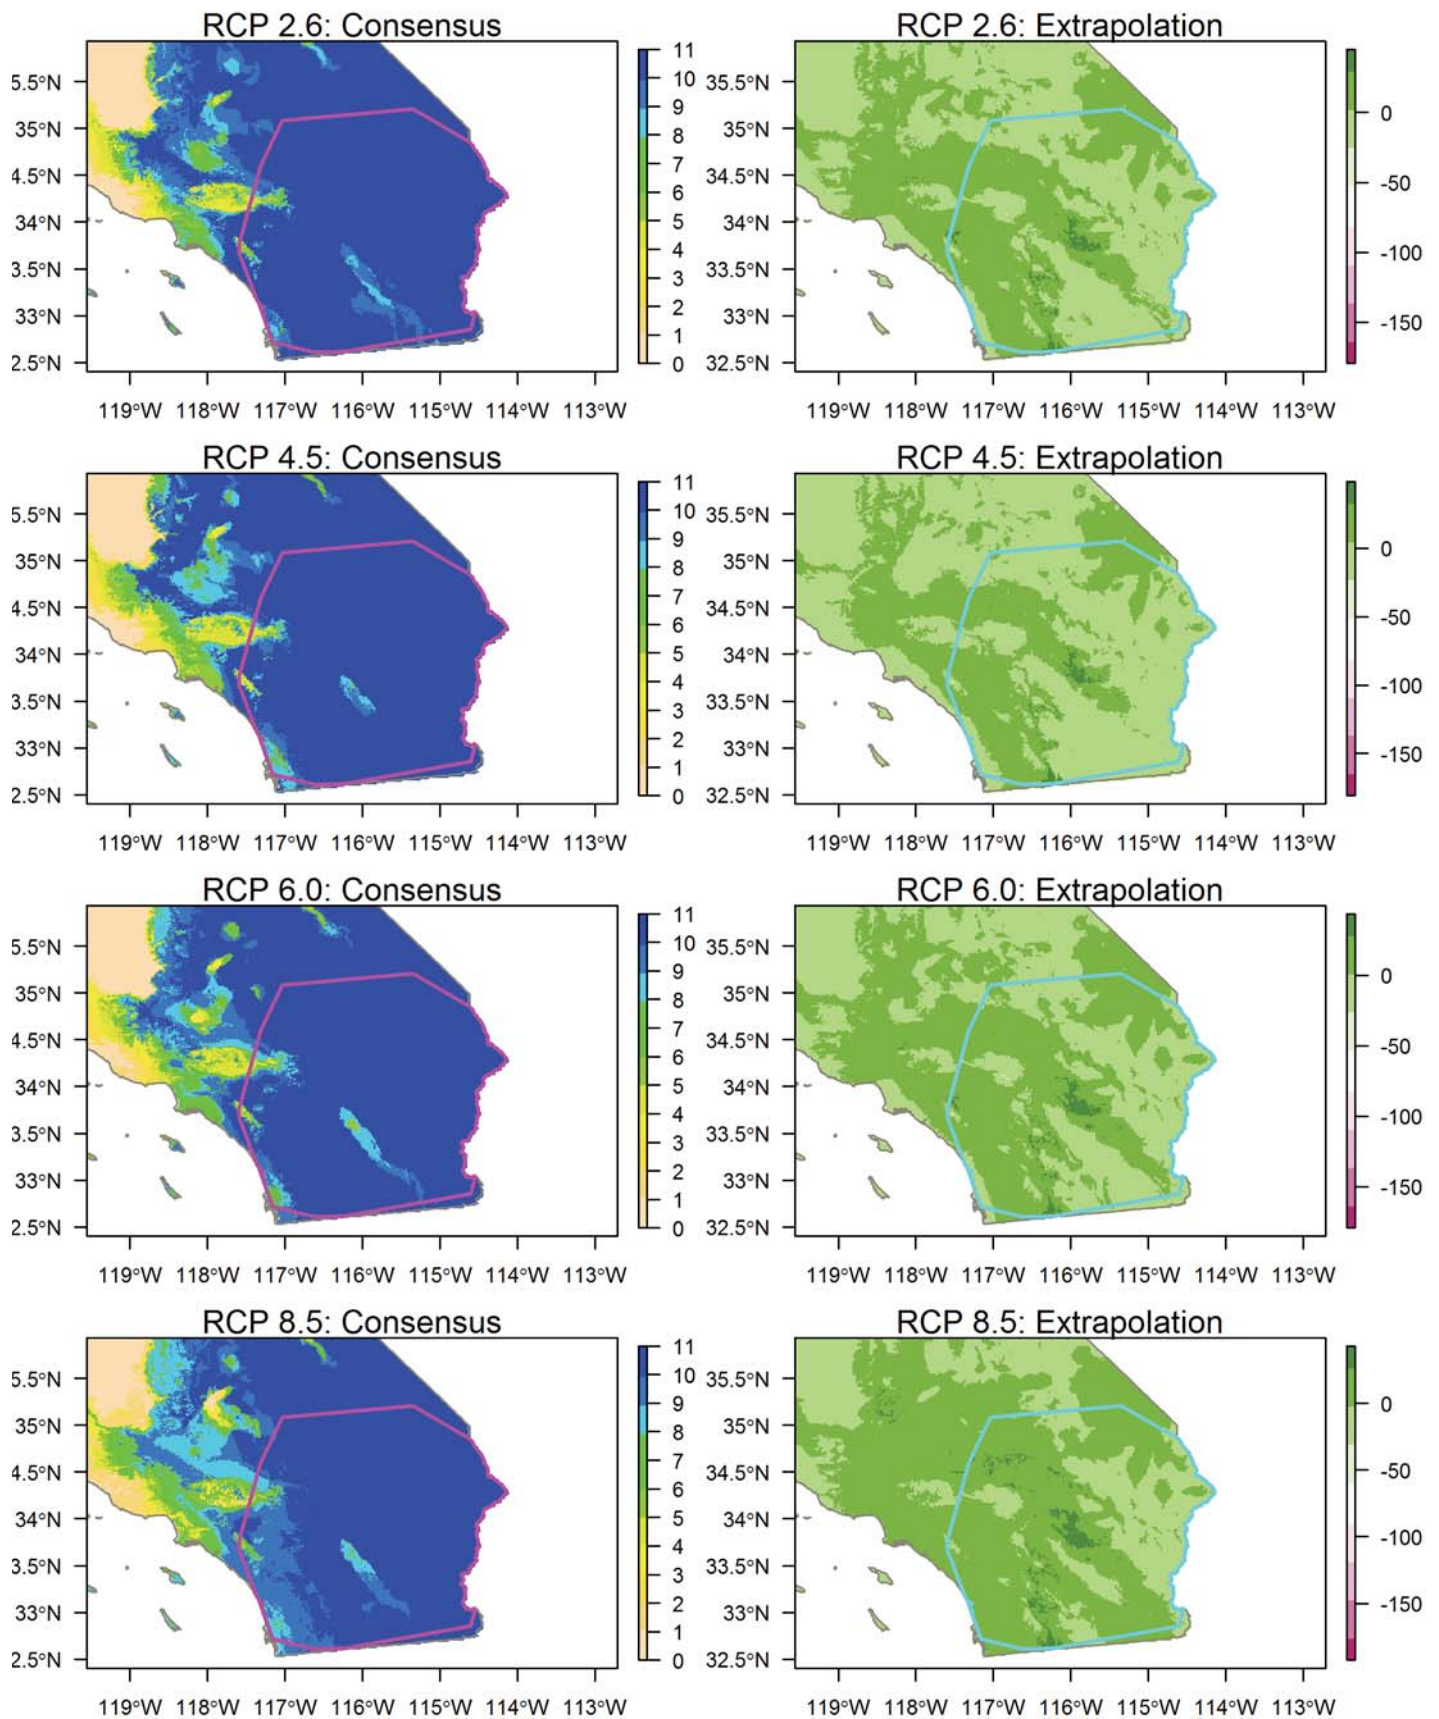 RCP 2.6: Consensus
5.5°N
35°N
4.5°N
34°N
3.5°N
33°N
2.5°N
119°W 118°W 117°W 116°W 115°W 114°W 113°W
11
10
9
8
7
6
5
4
3
2
1
0
RCP 2.6: Extrapolation
35.5°N
35°N
34.5°N
34°N
33.5°N
33°N
32.5°N
119°W 118°W 117°W 116°W 115°W 114°W 113°W
0
-50
-100
-150
RCP 4.5: Consensus
5.5°N
35°N
4.5°N
34°N
3.5°N
33°N
2.5°N
119°W 118°W 117°W 116°W 115°W 114°W 113°W
11
10
9
8
7
6
5
4
3
2
1
0
RCP 4.5: Extrapolation
35.5°N
35°N
34.5°N
34°N
33.5°N
33°N
32.5°N
119°W 118°W 117°W 116°W 115°W 114°W 113°W
0
-50
-100
-150
RCP 6.0: Consensus
5.5°N
35°N
4.5°N
34°N
3.5°N
33°N
2.5°N
119°W 118°W 117°W 116°W 115°W 114°W 113°W
11
10
9
8
7
6
5
4
3
2
1
0
RCP 6.0: Extrapolation
35.5°N
35°N
34.5°N
34°N
33.5°N
33°N
32.5°N
119°W 118°W 117°W 116°W 115°W 114°W 113°W
0
-50
-100
-150
RCP 8.5: Consensus
5.5°N
35°N
4.5°N
34°N
3.5°N
33°N
2.5°N
119°W 118°W 117°W 116°W 115°W 114°W 113°W
11
10
9
8
7
6
5
4
3
2
1
0
RCP 8.5: Extrapolation
35.5°N
35°N
34.5°N
34°N
33.5°N
33°N
32.5°N
119°W 118°W 117°W 116°W 115°W 114°W 113°W
0
-50
-100
-150